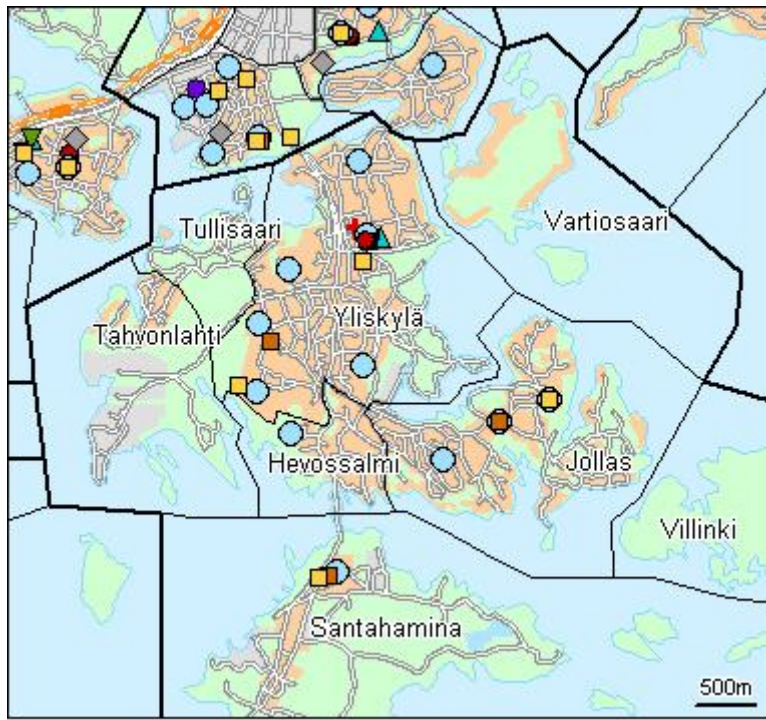 Tullisaari
Vartiosaari
Tahvonlahti
Yliskylä
Hevossalmi
Jollas
Villinki
Santahamina
500m